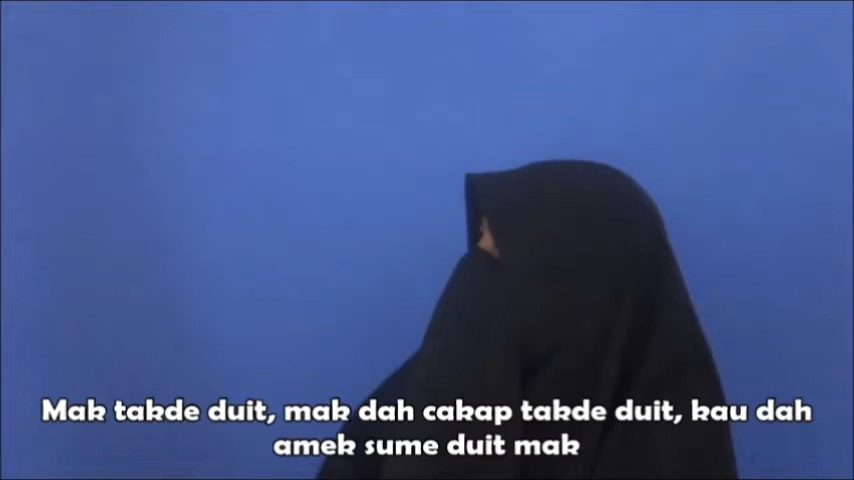 Mak takde duit, mak dah cakap takde duit, kau dah
amek sume duit mak